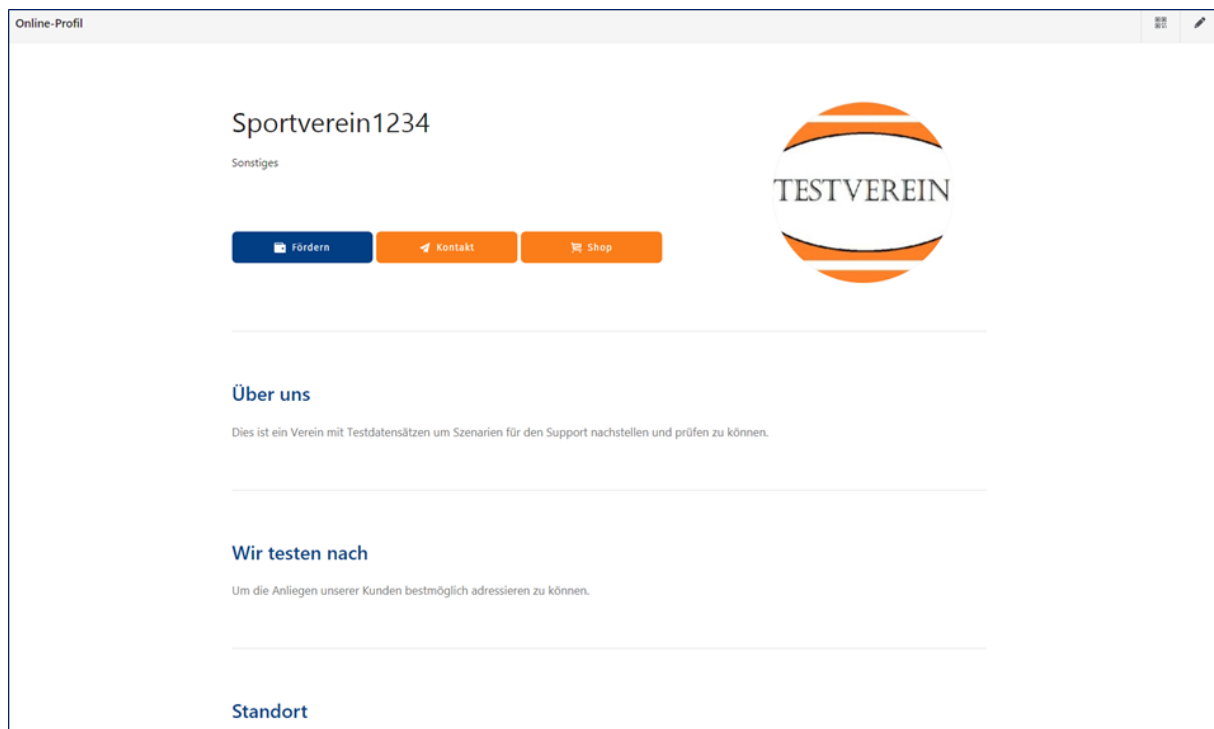 Online-Profil
Sportverein1234
Sonstiges
TESTVEREIN
Fördern
Kontakt
Shop
Über uns
Dies ist ein Verein mit Testdatensätzen um Szenarien für den Support nachstellen und prüfen zu können.
Wir testen nach
Um die Anliegen unserer Kunden bestmöglich adressieren zu können.
Standort